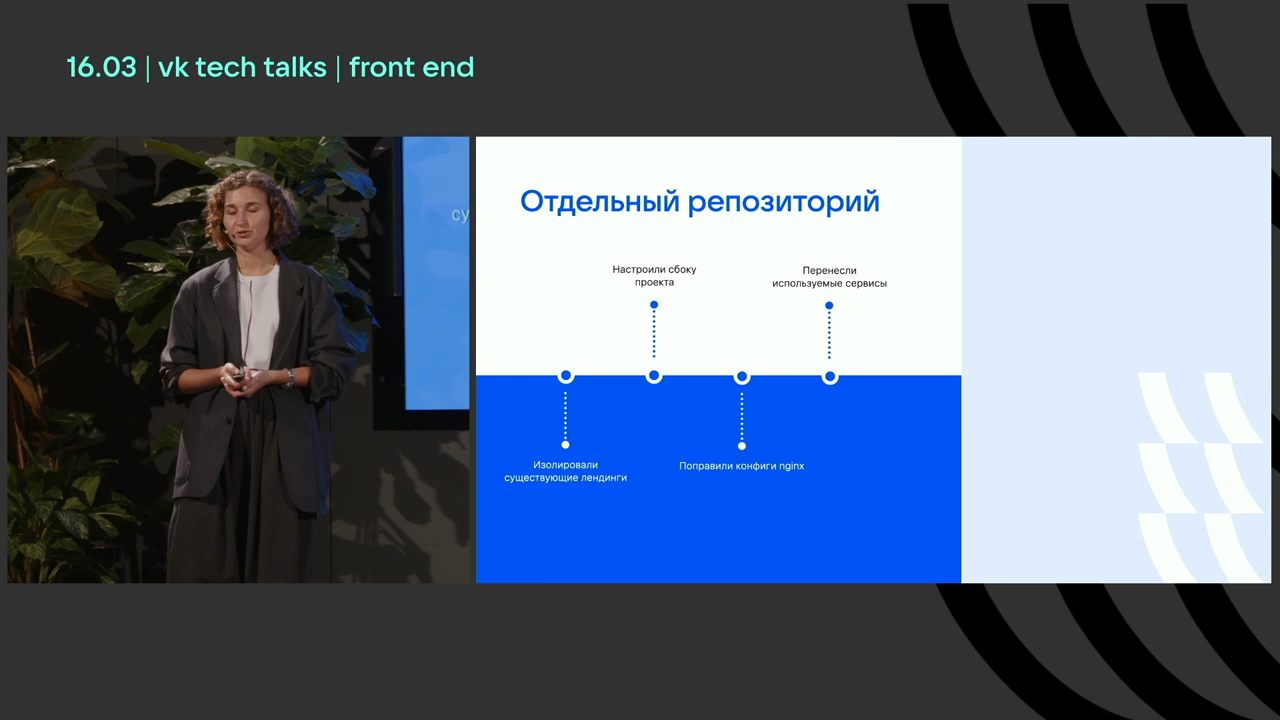 16.03 | vk tech talks | front end
су
Отдельный репозиторий
Настроили сбоку
проекта
Перенесли
используемые сервисы
Изолировали
существующие лендинги
Поправили конфиги nginx